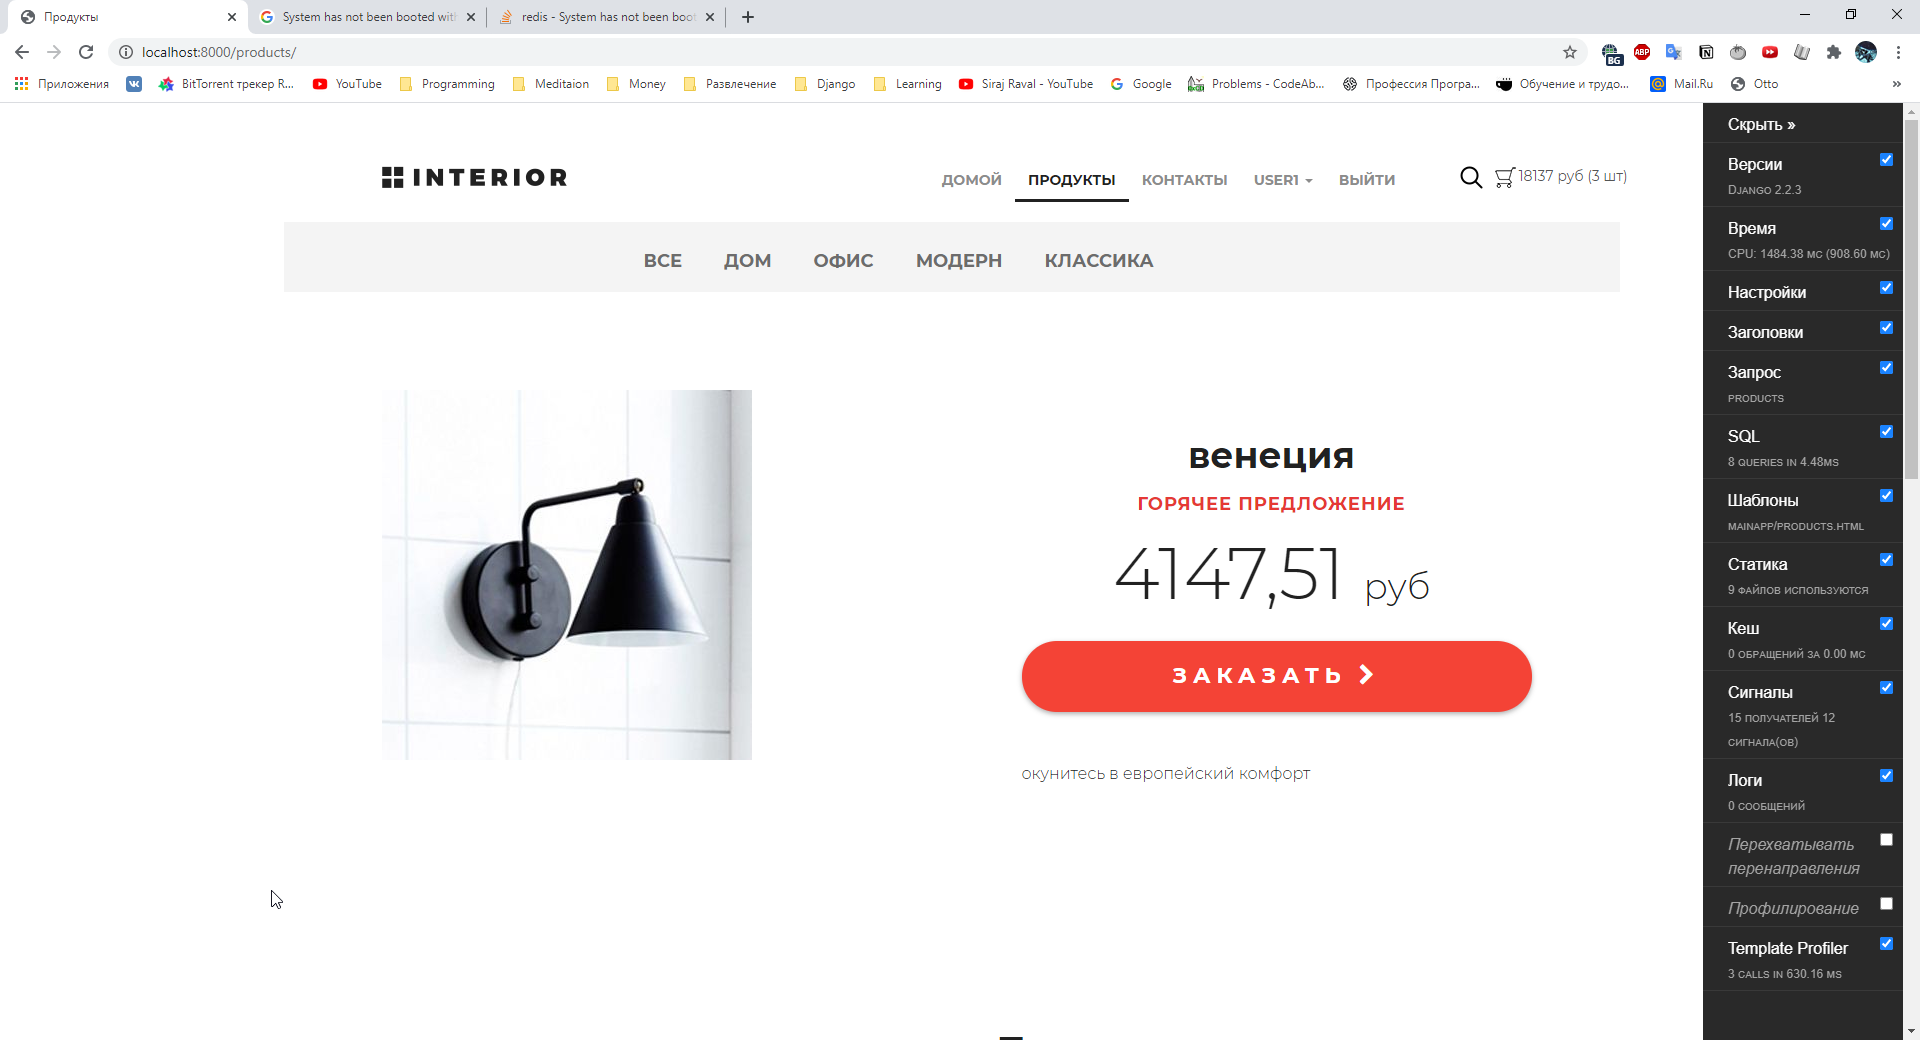 Продукты
System has not been booted with
redis - System has not been boot
localhost:8000/products/
ABP
BG
Приложения
BitTorrent трекер R...
YouTube
Programming
Meditaion
Money
Развлечение
Django
Learning
Siraj Raval - YouTube
Google
Problems - CodeAb...
Профессия Програ...
Обучение и трудо...
Mail.Ru
Otto
»
INTERIOR
ДОМОЙ
ПРОДУКТЫ
КОНТАКТЫ
USER1
ВЫЙТИ
18137 руб (3 шт)
ВСЕ
ДОМ
ОФИС
МОДЕРН
КЛАССИКА
венеция
ГОРЯЧЕЕ ПРЕДЛОЖЕНИЕ
4147,51 руб
ЗАКАЗАТЬ
окунитесь в европейский комфорт
Скрыть »
Версии
Django 2.2.3
Время
CPU: 1484.38 мс (908.60 мс)
Настройки
Заголовки
Запрос
products
SQL
8 queries in 4.48ms
Шаблоны
mainapp/products.html
Статика
9 файлов используются
Кеш
0 обращений за 0.00 мс
Сигналы
15 получателей 12
сигнала(ов)
Логи
0 сообщений
Перехватывать
перенаправления
Профилирование
Template Profiler
3 calls in 630.16 ms